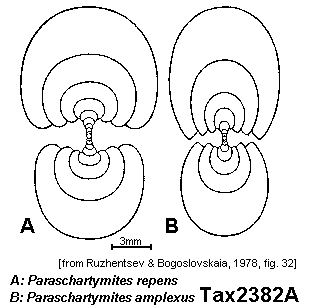 A B
3mm
[from Ruzhentsev & Bogoslovskaia, 1978, fig. 32]
A: Paraschartymites repens
B: Paraschartymites amplexus Tax2382A